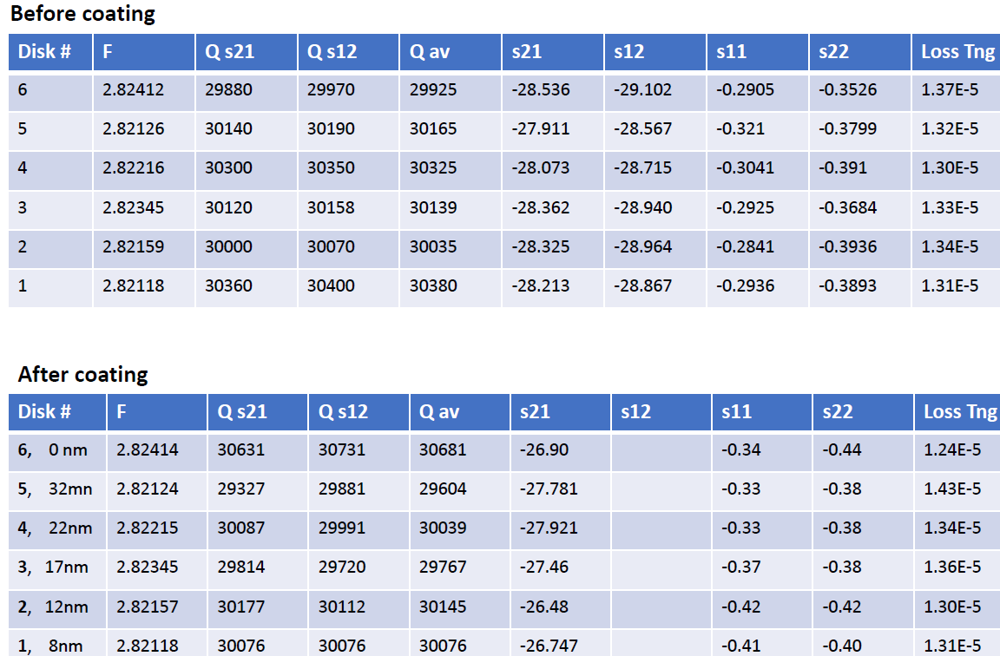 Before coating
Disk # F Q s21 Q s12 Q av s21 s12 s11 s22 Loss Tng
6 2.82412 29880 29970 29925 -28.536 -29.102 -0.2905 -0.3526 1.37E-5
5 2.82126 30140 30190 30165 -27.911 -28.567 -0.321 -0.3799 1.32E-5
4 2.82216 30300 30350 30325 -28.073 -28.715 -0.3041 -0.391 1.30E-5
3 2.82345 30120 30158 30139 -28.362 -28.940 -0.2925 -0.3684 1.33E-5
2 2.82159 30000 30070 30035 -28.325 -28.964 -0.2841 -0.3936 1.34E-5
1 2.82118 30360 30400 30380 -28.213 -28.867 -0.2936 -0.3893 1.31E-5
After coating
Disk # F Q s21 Q s12 Q av s21 s12 s11 s22 Loss Tng
6, 0 nm 2.82414 30631 30731 30681 -26.90 -0.34 -0.44 1.24E-5
5, 32mn 2.82124 29327 29881 29604 -27.781 -0.33 -0.38 1.43E-5
4, 22nm 2.82215 30087 29991 30039 -27.921 -0.33 -0.38 1.34E-5
3, 17nm 2.82345 29814 29720 29767 -27.46 -0.37 -0.38 1.36E-5
2, 12nm 2.82157 30177 30112 30145 -26.48 -0.42 -0.42 1.30E-5
1, 8nm 2.82118 30076 30076 30076 -26.747 -0.41 -0.40 1.31E-5